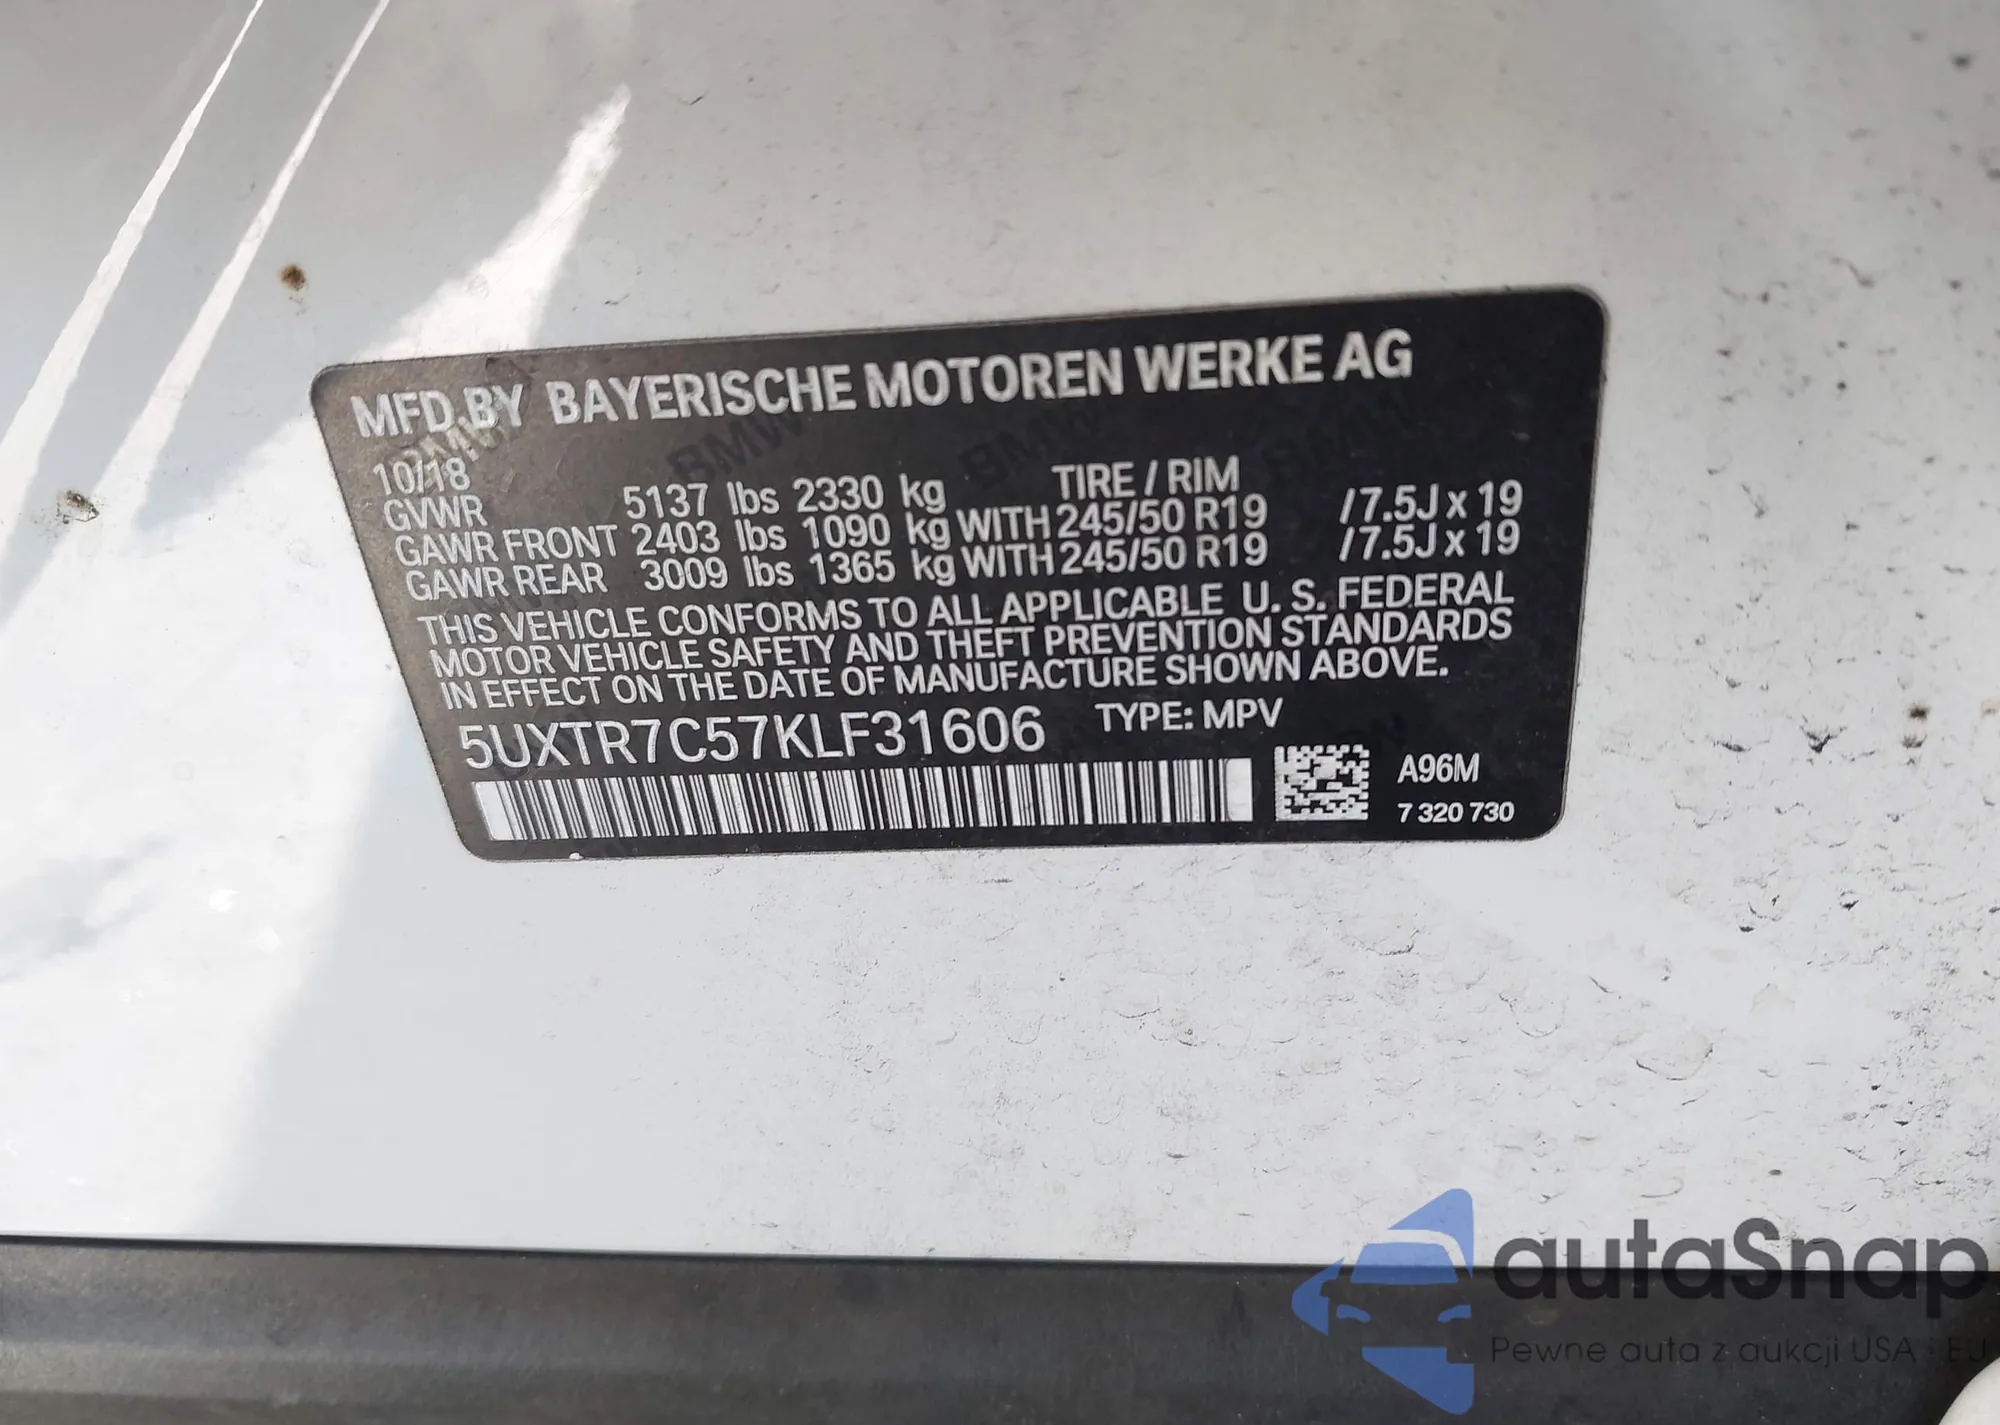 MFD.BY BAYERISCHE MOTOREN WERKE AG
10/18
GVWR 5137 lbs 2330 kg TIRE / RIM
GAWR FRONT 2403 lbs 1090 kg WITH 245/50 R19 /7.5J x 19
GAWR REAR 3009 lbs 1365 kg WITH 245/50 R19 /7.5J x 19
THIS VEHICLE CONFORMS TO ALL APPLICABLE U. S. FEDERAL
MOTOR VEHICLE SAFETY AND THEFT PREVENTION STANDARDS
IN EFFECT ON THE DATE OF MANUFACTURE SHOWN ABOVE.
5UXTR7C57KLF31606 TYPE: MPV
A96M
7 320 730
autaSnap
Pewne auta z aukcji USA i EU